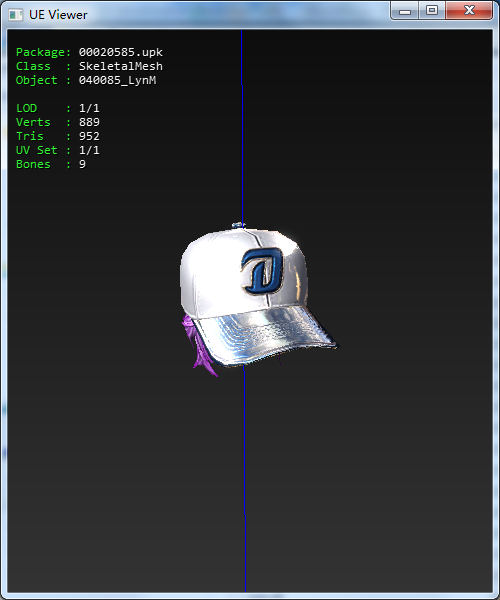 UE Viewer
Package: 00020585.upk
Class  : SkeletalMesh
Object : 040085_LynM
LOD    : 1/1
Verts  : 889
Tris   : 952
UV Set : 1/1
Bones  : 9
D